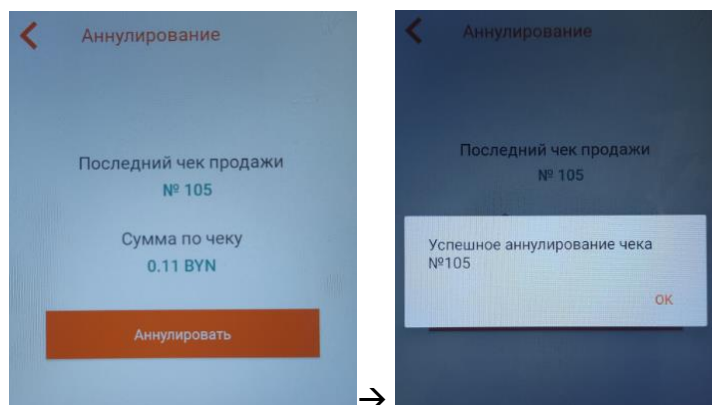 Аннулирование
Последний чек продажи
№ 105
Сумма по чеку
0.11 BYN
Аннулировать
→
Аннулирование
Последний чек продажи
№ 105
Успешное аннулирование чека
№105
ОК